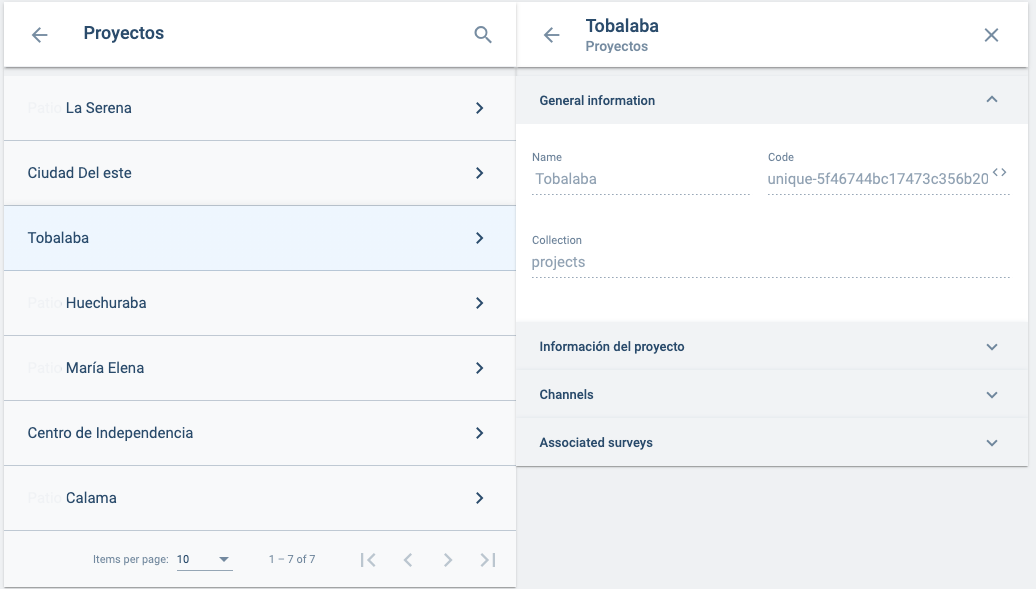 Proyectos
Patio La Serena
Ciudad Del este
Tobalaba
Patio Huechuraba
Patio María Elena
Centro de Independencia
Patio Calama
Items per page: 10
1 – 7 of 7
Tobalaba
Proyectos
General information
Name
Tobalaba
Code
unique-5f46744bc17473c356b20
Collection
projects
Información del proyecto
Channels
Associated surveys